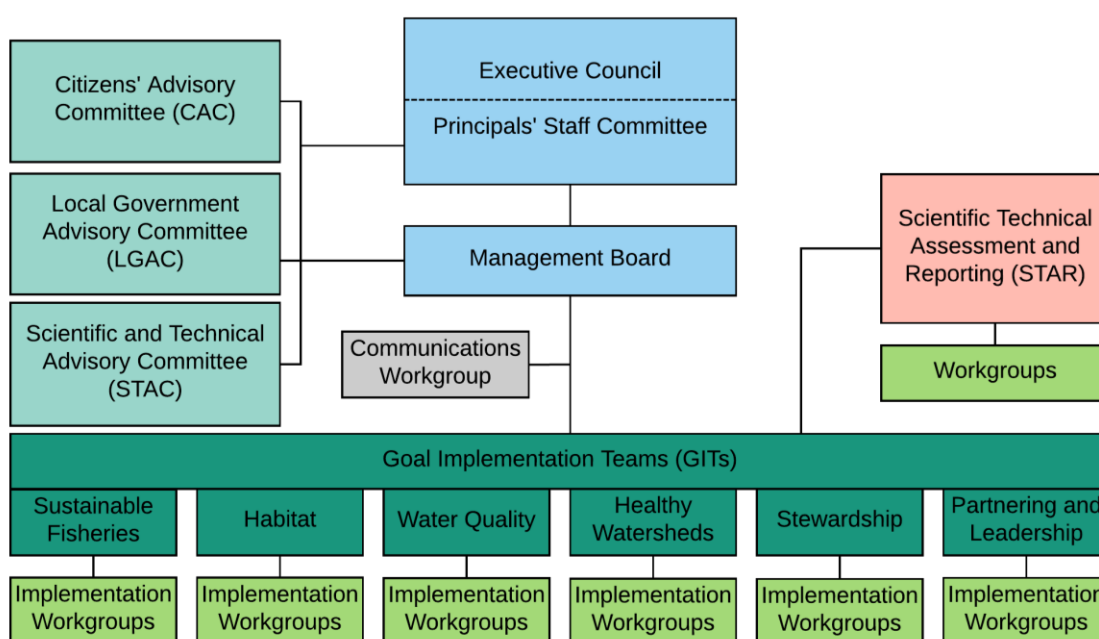 Citizens' Advisory
Committee (CAC)
Executive Council
Principals' Staff Committee
Local Government
Advisory Committee
(LGAC)
Management Board
Scientific Technical
Assessment and
Reporting (STAR)
Scientific and Technical
Advisory Committee
(STAC)
Communications
Workgroup
Workgroups
Goal Implementation Teams (GITs)
Sustainable
Fisheries
Habitat
Water Quality
Healthy
Watersheds
Stewardship
Partnering and
Leadership
Implementation
Workgroups
Implementation
Workgroups
Implementation
Workgroups
Implementation
Workgroups
Implementation
Workgroups
Implementation
Workgroups